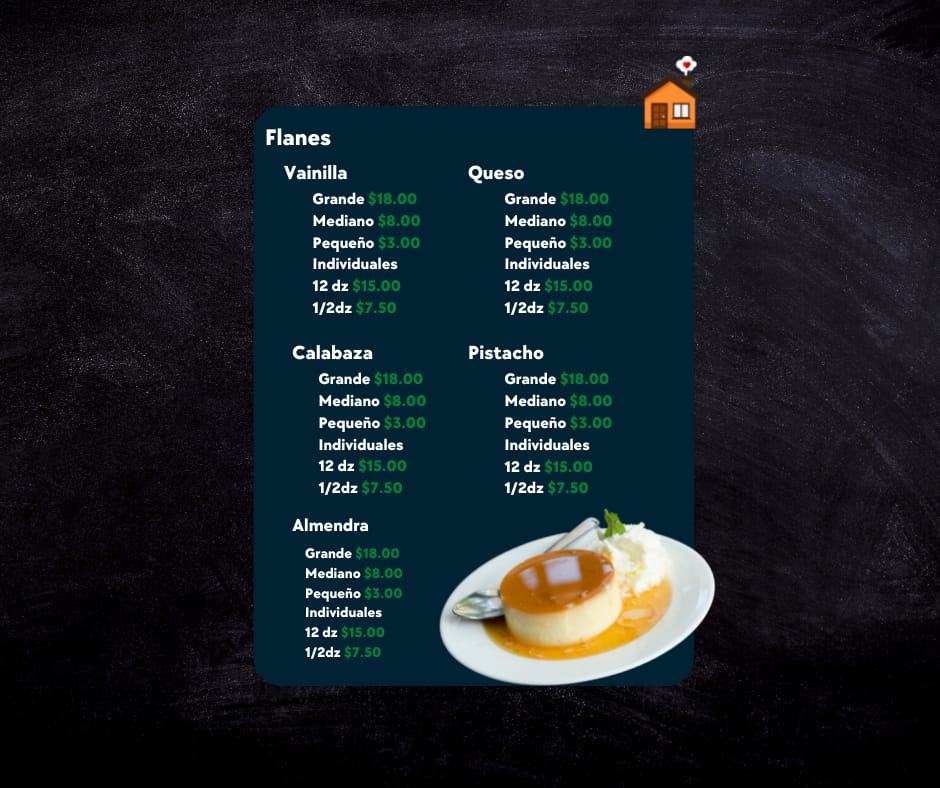 Flanes
Vainilla
Grande $18.00
Mediano $8.00
Pequeño $3.00
Individuales
12 dz $15.00
1/2dz $7.50
Queso
Grande $18.00
Mediano $8.00
Pequeño $3.00
Individuales
12 dz $15.00
1/2dz $7.50
Calabaza
Grande $18.00
Mediano $8.00
Pequeño $3.00
Individuales
12 dz $15.00
1/2dz $7.50
Pistacho
Grande $18.00
Mediano $8.00
Pequeño $3.00
Individuales
12 dz $15.00
1/2dz $7.50
Almendra
Grande $18.00
Mediano $8.00
Pequeño $3.00
Individuales
12 dz $15.00
1/2dz $7.50